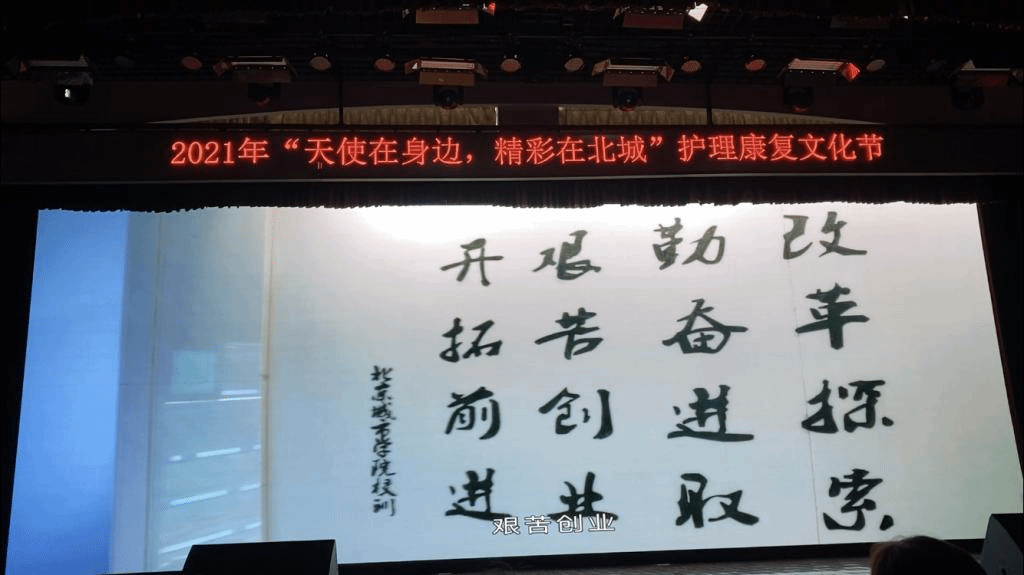 2021年“天使在身边，精彩在北城”护理康复文化节
改革探索
勤奋进取
艰苦创业
开拓前进
北京城市学院校训
艰苦创业